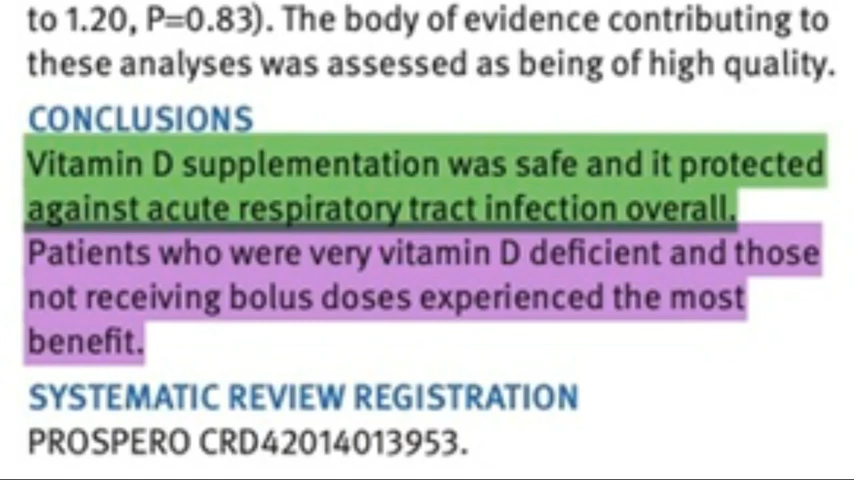 to 1.20, P=0.83). The body of evidence contributing to
these analyses was assessed as being of high quality.
CONCLUSIONS
Vitamin D supplementation was safe and it protected
against acute respiratory tract infection overall.
Patients who were very vitamin D deficient and those
not receiving bolus doses experienced the most
benefit.
SYSTEMATIC REVIEW REGISTRATION
PROSPERO CRD42014013953.